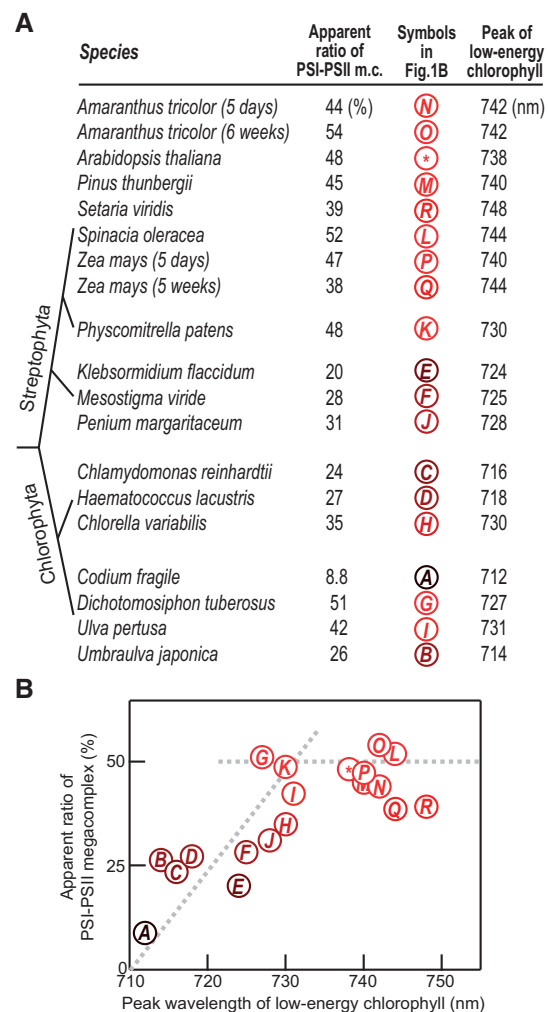 A
Species
Apparent ratio of PSI-PSII m.c.
Symbols in Fig.1B
Peak of low-energy chlorophyll
Amaranthus tricolor (5 days) 44 (%) N 742 (nm)
Amaranthus tricolor (6 weeks) 54 O 742
Arabidopsis thaliana 48 * 738
Pinus thunbergii 45 M 740
Setaria viridis 39 R 748
Spinacia oleracea 52 L 744
Zea mays (5 days) 47 P 740
Zea mays (5 weeks) 38 Q 744
Physcomitrella patens 48 K 730
Klebsormidium flaccidum 20 E 724
Mesostigma viride 28 F 725
Penium margaritaceum 31 J 728
Chlamydomonas reinhardtii 24 C 716
Haematococcus lacustris 27 D 718
Chlorella variabilis 35 H 730
Codium fragile 8.8 A 712
Dichotomosiphon tuberosus 51 G 727
Ulva pertusa 42 I 731
Umbraulva japonica 26 B 714
Streptophyta
Chlorophyta
B
Apparent ratio of
PSI-PSII megacomplex (%)
50
25
0
G K I H J F E B C D A * P M N O L Q R
710 720 730 740 750
Peak wavelength of low-energy chlorophyll (nm)